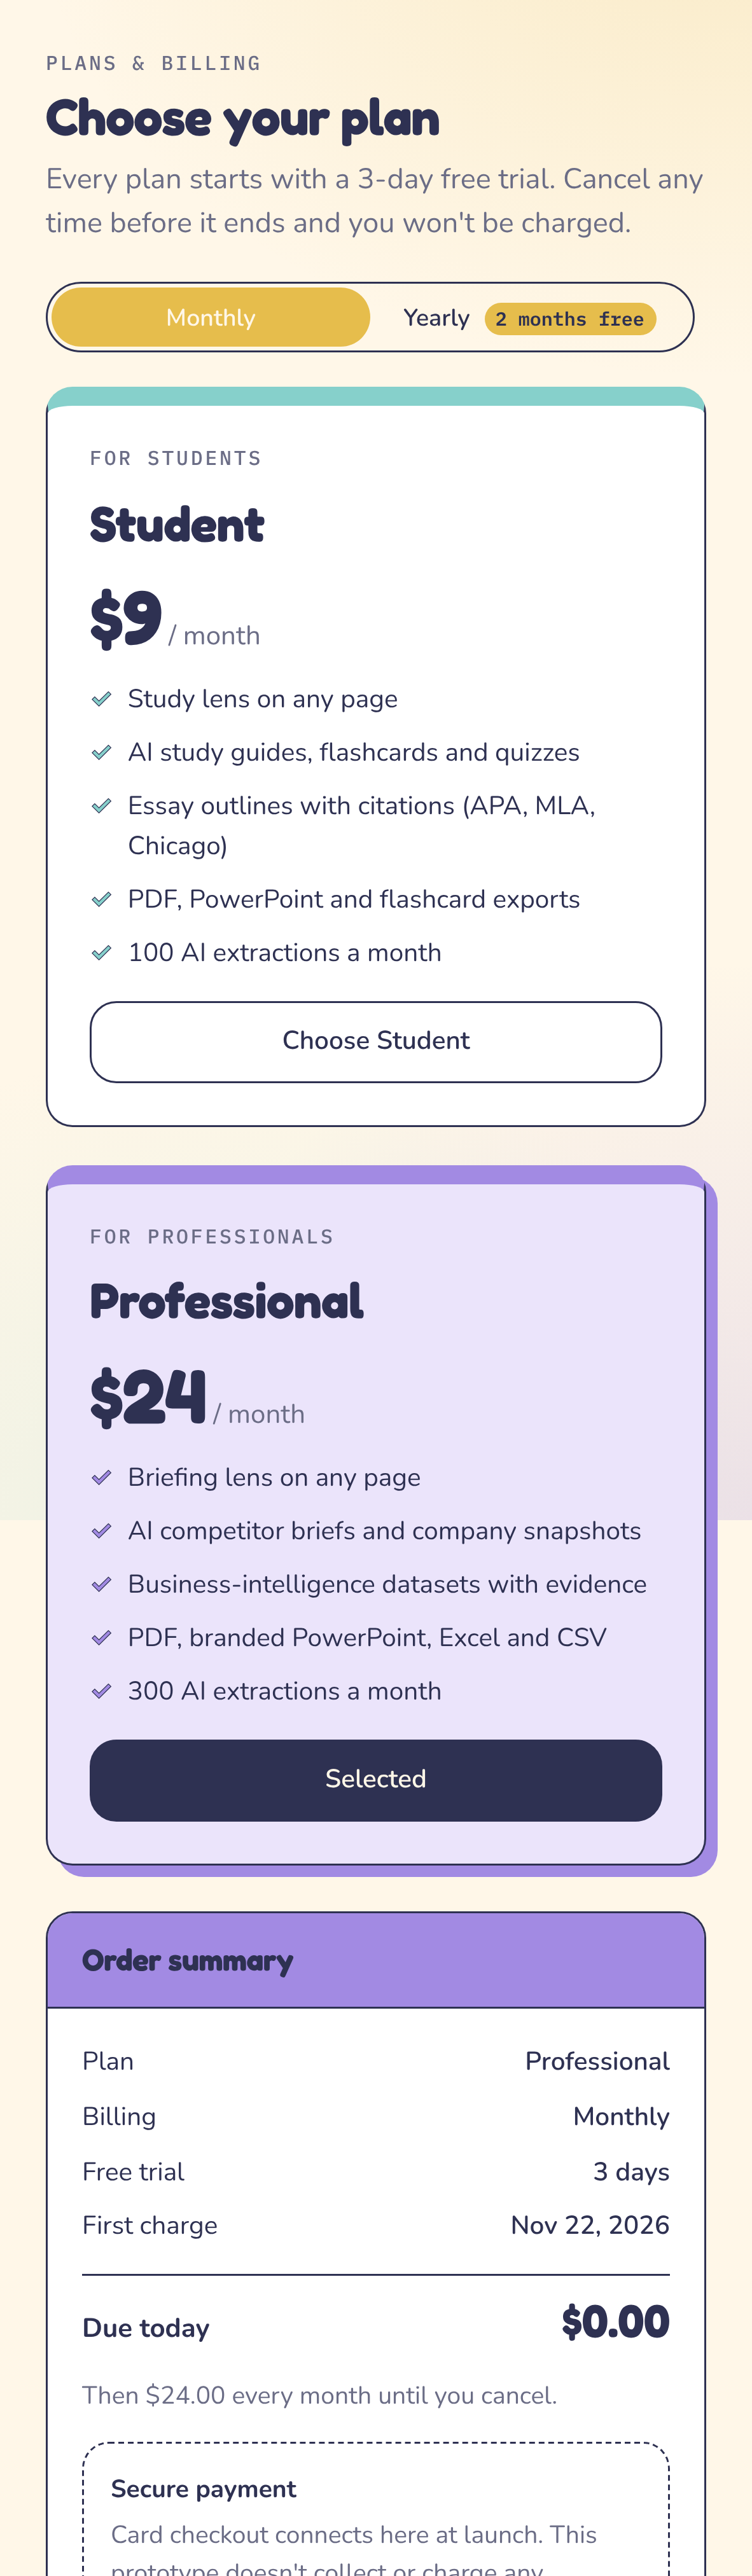 PLANS & BILLING
Choose your plan
Every plan starts with a 3-day free trial. Cancel any
time before it ends and you won't be charged.
Monthly
Yearly 2 months free
FOR STUDENTS
Student
$9 / month
Study lens on any page
AI study guides, flashcards and quizzes
Essay outlines with citations (APA, MLA,
Chicago)
PDF, PowerPoint and flashcard exports
100 AI extractions a month
Choose Student
FOR PROFESSIONALS
Professional
$24 / month
Briefing lens on any page
AI competitor briefs and company snapshots
Business-intelligence datasets with evidence
PDF, branded PowerPoint, Excel and CSV
300 AI extractions a month
Selected
Order summary
Plan Professional
Billing Monthly
Free trial 3 days
First charge Nov 22, 2026
Due today $0.00
Then $24.00 every month until you cancel.
Secure payment
Card checkout connects here at launch. This
prototype doesn't collect or charge any